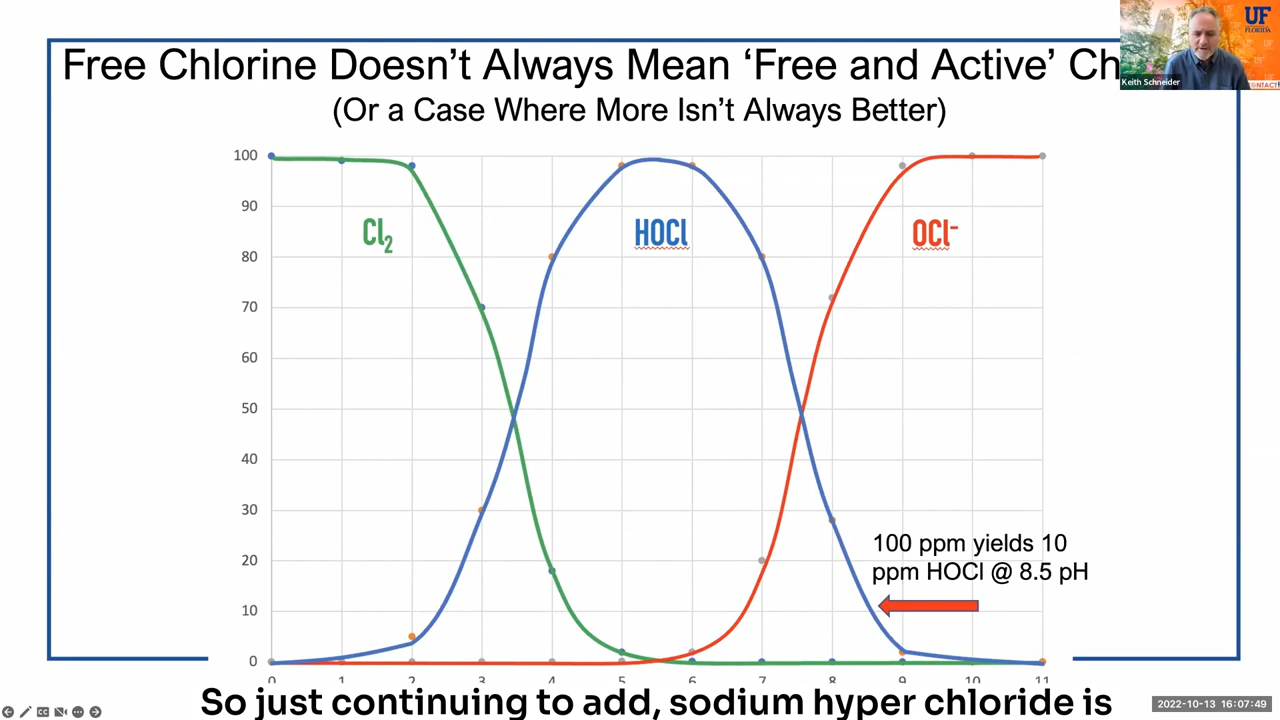 Free Chlorine Doesn't Always Mean 'Free and Active' Ch
(Or a Case Where More Isn't Always Better)
UF
FLORIDA
Keith Schneider
100
90
80
70
60
50
40
30
20
10
0
Cl₂
HOCl
OCl⁻
100 ppm yields 10
ppm HOCl @ 8.5 pH
0 1 2 3 4 5 6 7 8 9 10 11
So just continuing to add, sodium hyper chloride is
2022-10-13 16:07:49